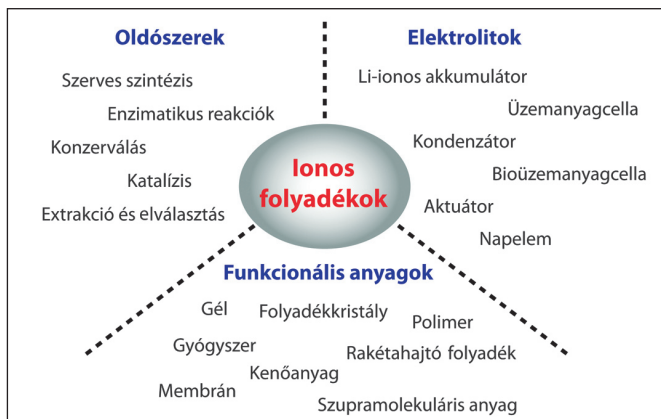 Oldószerek
Szerves szintézis
Enzimatikus reakciók
Konzerválás
Katalízis
Extrakció és elválasztás
Elektrolitok
Li-ionos akkumulátor
Üzemanyagcella
Kondenzátor
Bioüzemanyagcella
Aktuátor
Napelem
Ionos
folyadékok
Funkcionális anyagok
Gél
Folyadékkristály
Polimer
Gyógyszer
Rakétahajtó folyadék
Kenőanyag
Membrán
Szupramolekuláris anyag